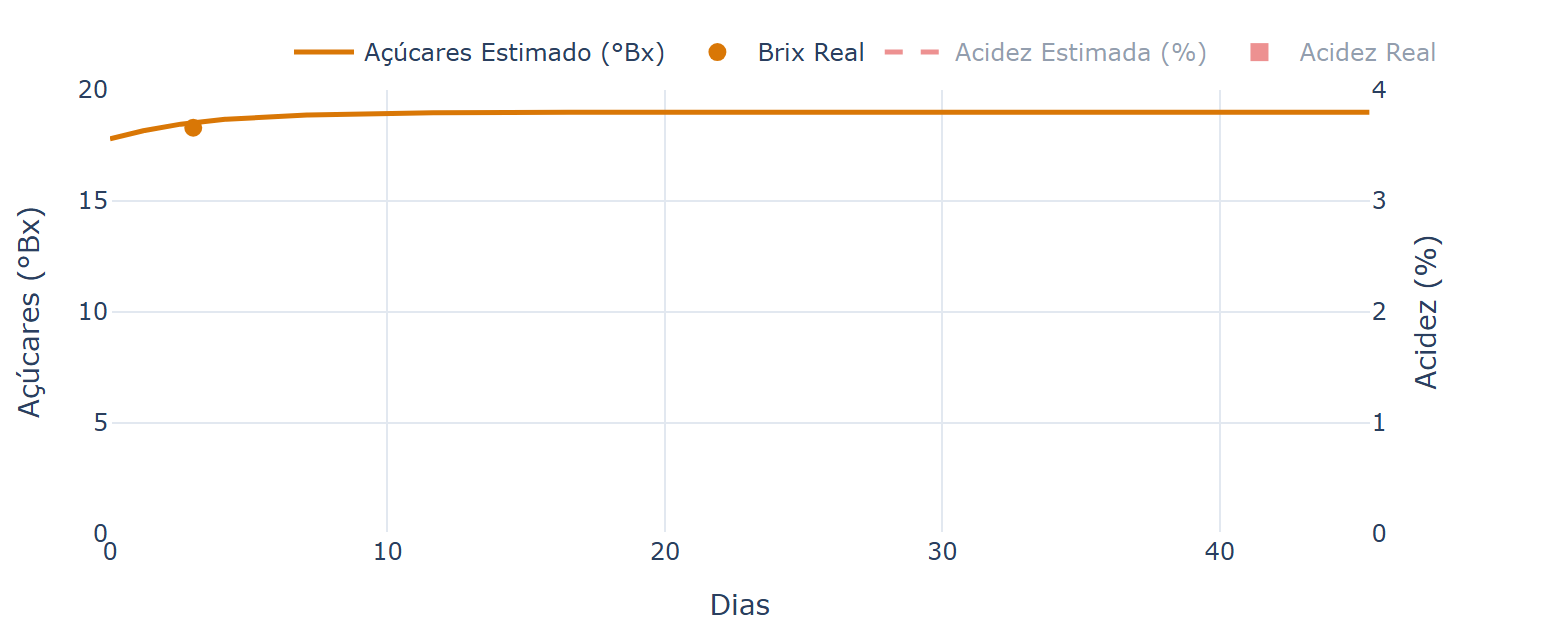 Açúcares Estimado (°Bx) Brix Real Acidez Estimada (%) Acidez Real
20
15
10
5
0
Açúcares (°Bx)
4
3
2
1
0
Acidez (%)
0 10 20 30 40
Dias